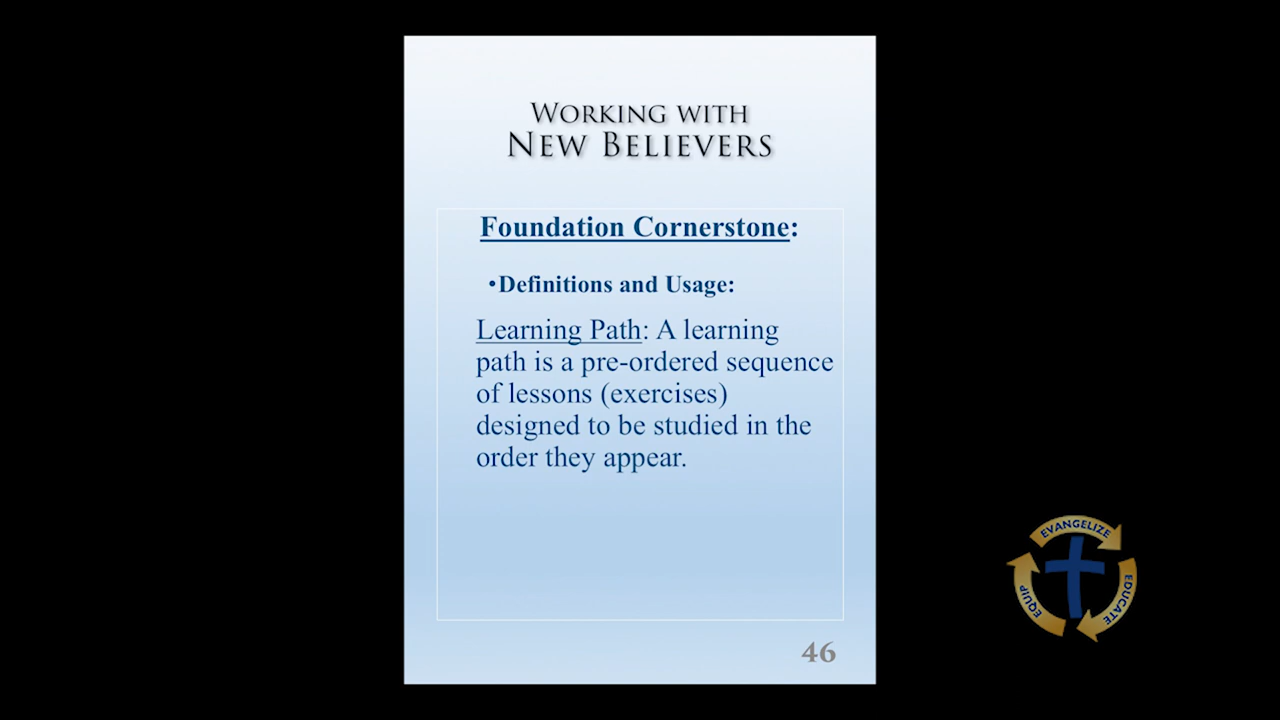 WORKING WITH
NEW BELIEVERS
Foundation Cornerstone:
•Definitions and Usage:
Learning Path: A learning
path is a pre-ordered sequence
of lessons (exercises)
designed to be studied in the
order they appear.
46
EVANGELIZE
EDUCATE
EQUIP